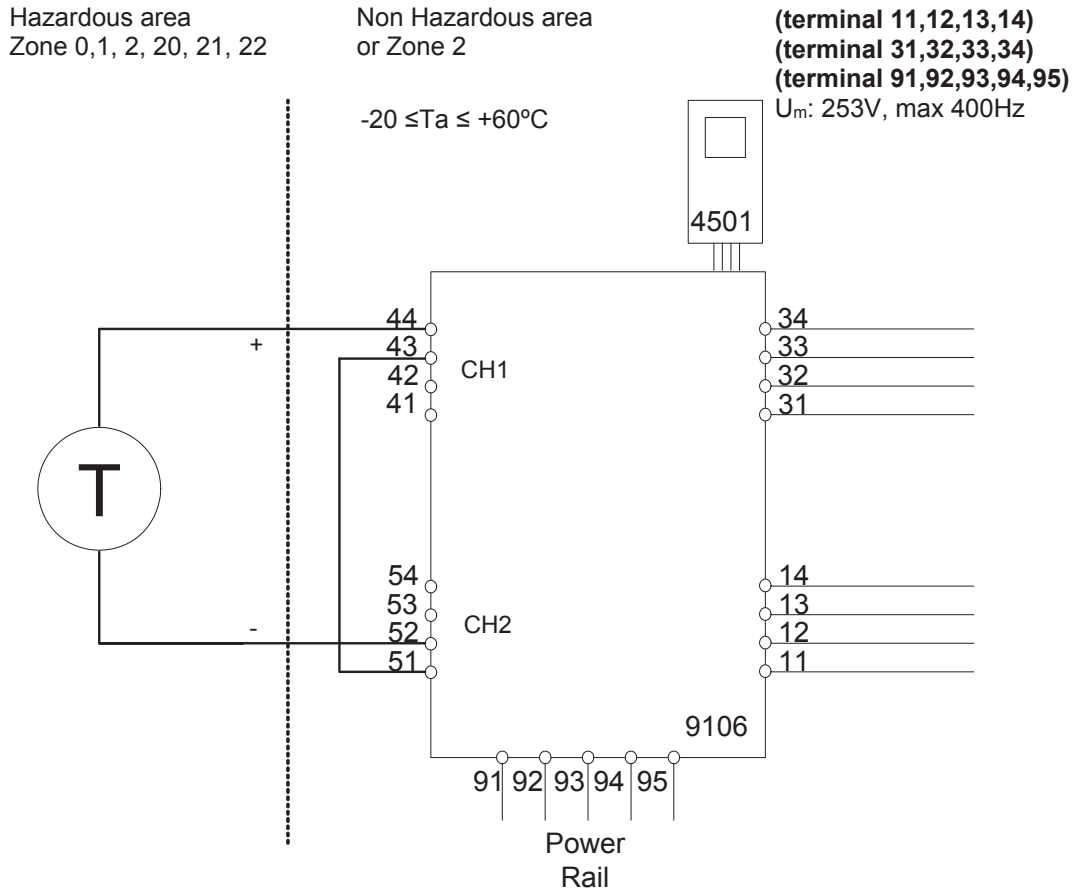 Hazardous area
Zone 0,1, 2, 20, 21, 22
Non Hazardous area
or Zone 2
-20 ≤Ta ≤ +60ºC
(terminal 11,12,13,14)
(terminal 31,32,33,34)
(terminal 91,92,93,94,95)
Um: 253V, max 400Hz
4501
44
43
42
41
CH1
+
34
33
32
31
T
54
53
52
51
CH2
-
14
13
12
11
9106
91 92 93 94 95
Power
Rail